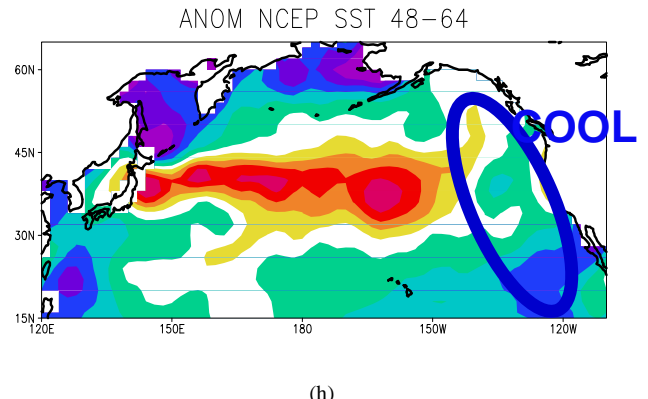 ANOM NCEP SST 48-64
60N
COOL
45N
30N
15N
120E 150E 180 150W 120W
(h)